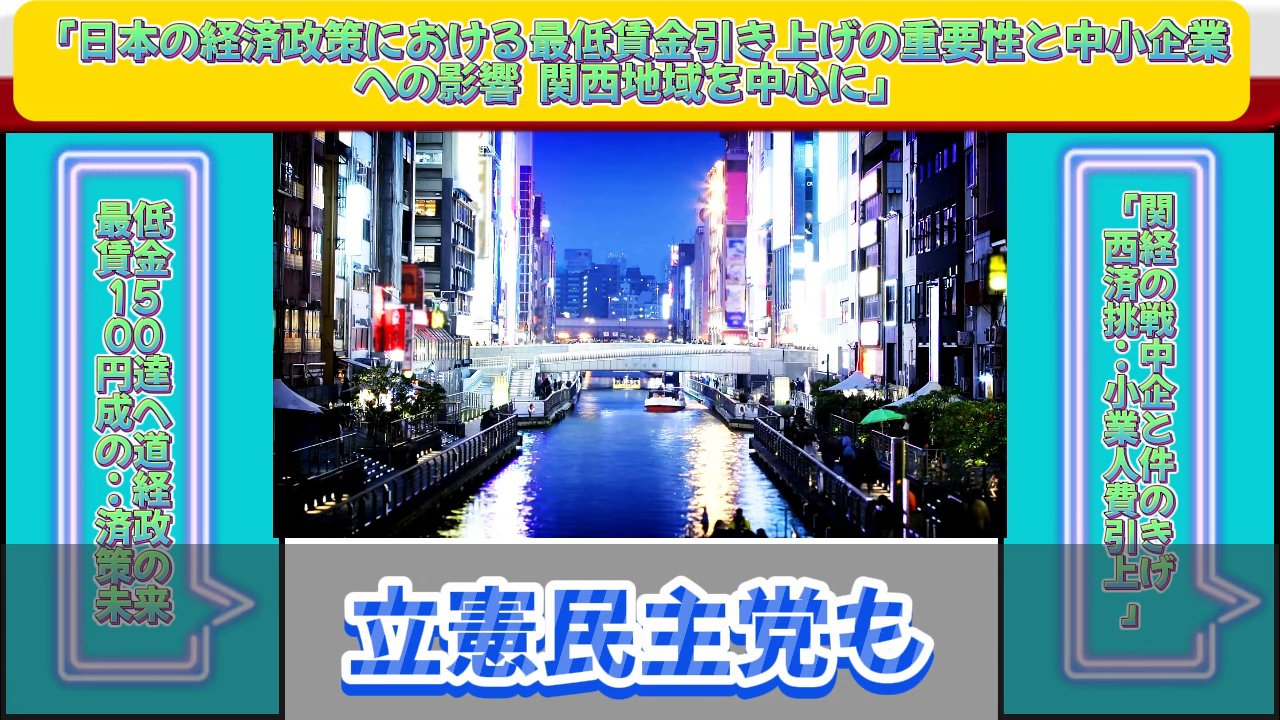 「日本の経済政策における最低賃金引き上げの重要性と中小企業
への影響 関西地域を中心に」
最低
賃金
15
00
円達
成へ
の道
：経
済政
策の
未来
「関
西経
済の
挑戦
：中
小企
業と
人件
費の
引き
上げ
」
立憲民主党も